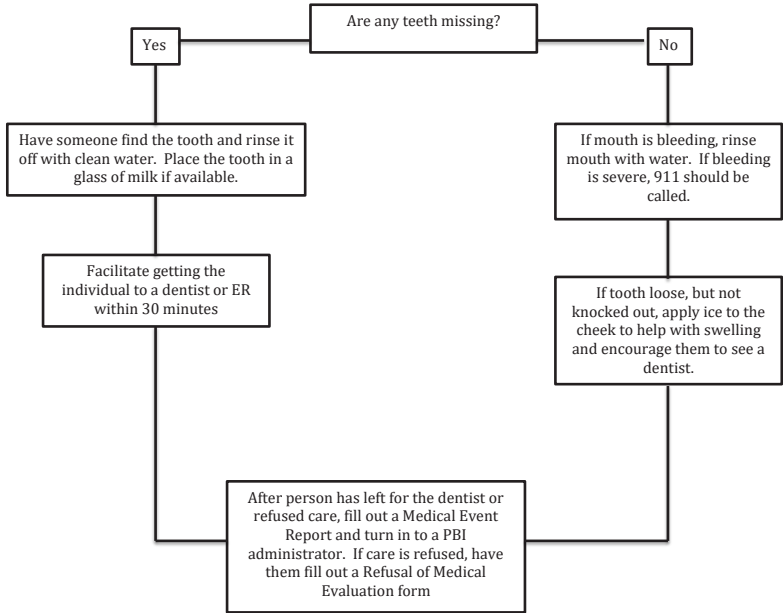 Are any teeth missing?
Yes
No
Have someone find the tooth and rinse it
off with clean water.  Place the tooth in a
glass of milk if available.
If mouth is bleeding, rinse
mouth with water.  If bleeding
is severe, 911 should be
called.
Facilitate getting the
individual to a dentist or ER
within 30 minutes
If tooth loose, but not
knocked out, apply ice to the
cheek to help with swelling
and encourage them to see a
dentist.
After person has left for the dentist or
refused care, fill out a Medical Event
Report and turn in to a PBI
administrator.  If care is refused, have
them fill out a Refusal of Medical
Evaluation form